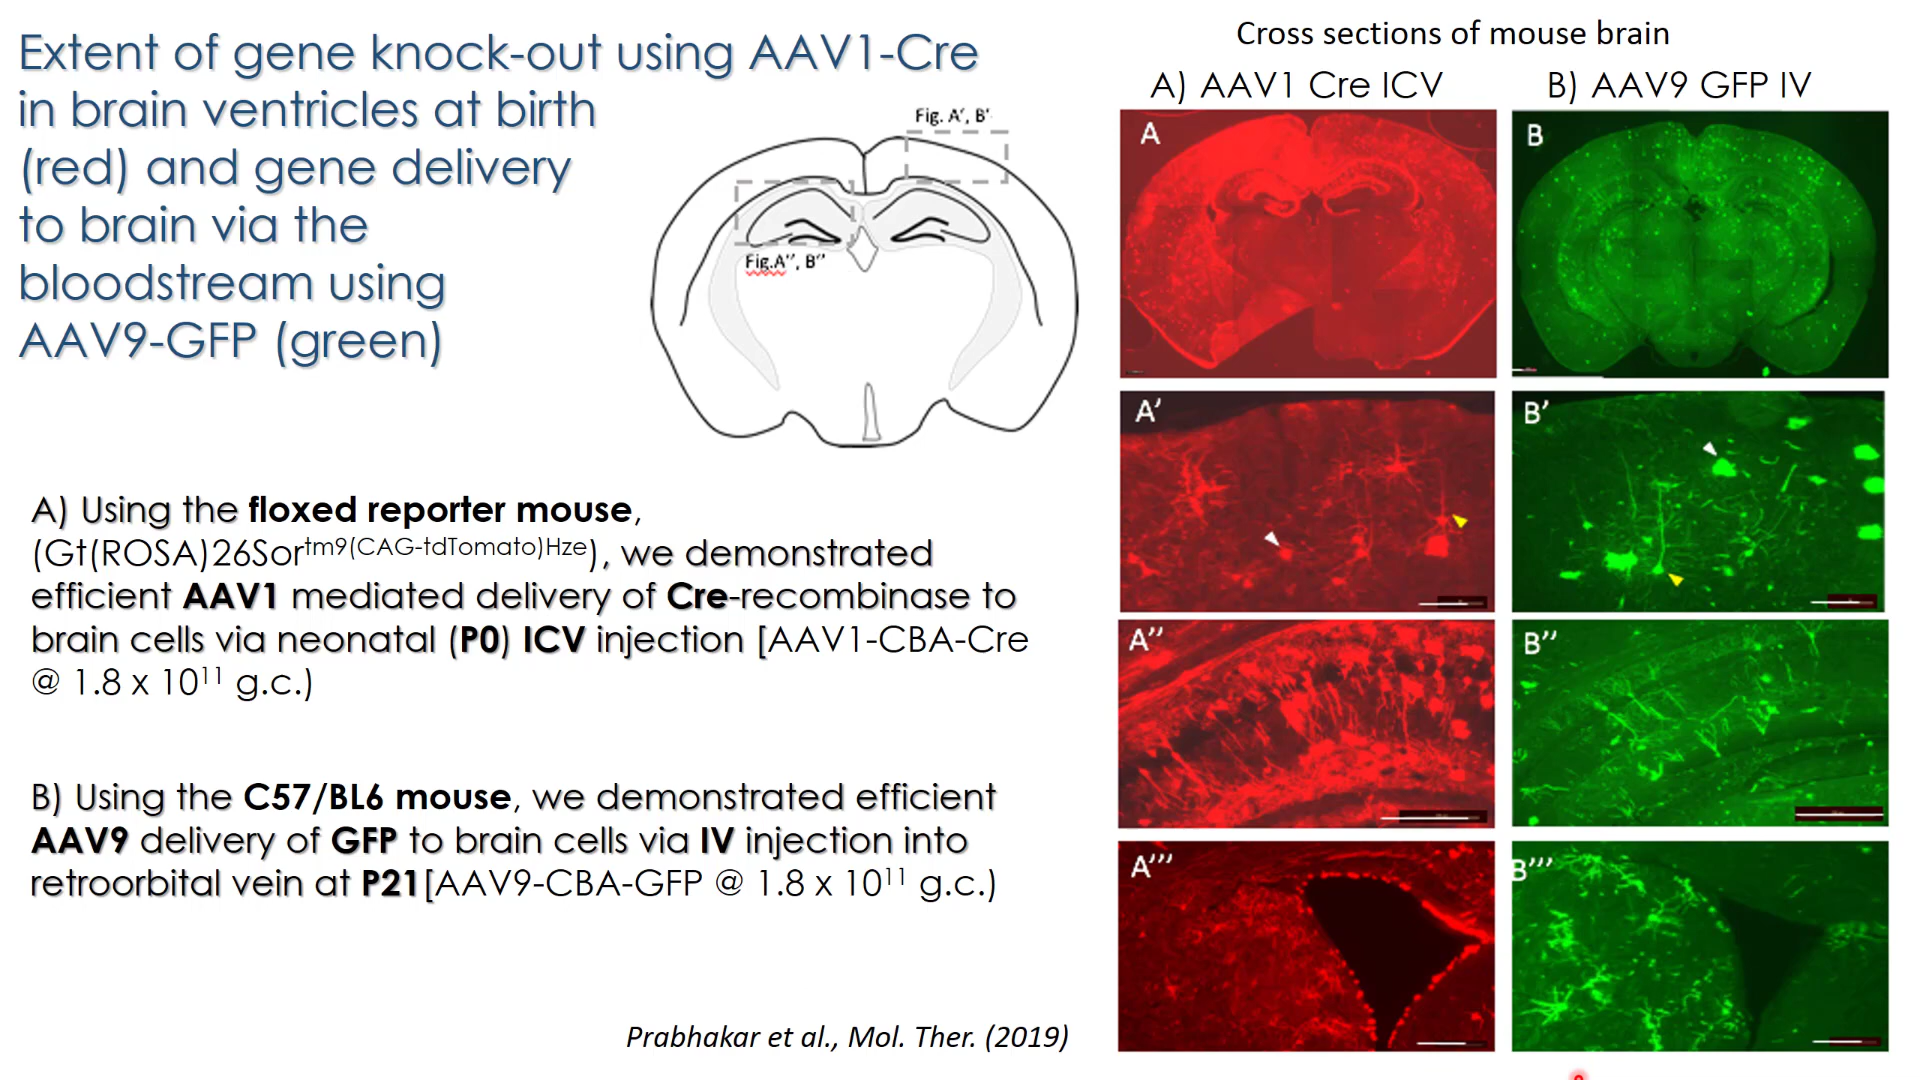 Extent of gene knock-out using AAV1-Cre
in brain ventricles at birth
(red) and gene delivery
to brain via the
bloodstream using
AAV9-GFP (green)
Fig. A′, B′
Fig.A′′, B′′
A) Using the floxed reporter mouse,
(Gt(ROSA)26Sortm9(CAG-tdTomato)Hze), we demonstrated
efficient AAV1 mediated delivery of Cre-recombinase to
brain cells via neonatal (P0) ICV injection [AAV1-CBA-Cre
@ 1.8 x 10¹¹ g.c.)
B) Using the C57/BL6 mouse, we demonstrated efficient
AAV9 delivery of GFP to brain cells via IV injection into
retroorbital vein at P21[AAV9-CBA-GFP @ 1.8 x 10¹¹ g.c.)
Prabhakar et al., Mol. Ther. (2019)
Cross sections of mouse brain
A) AAV1 Cre ICV
B) AAV9 GFP IV
A
B
A′
B′
A′′
B′′
A′′′
B′′′